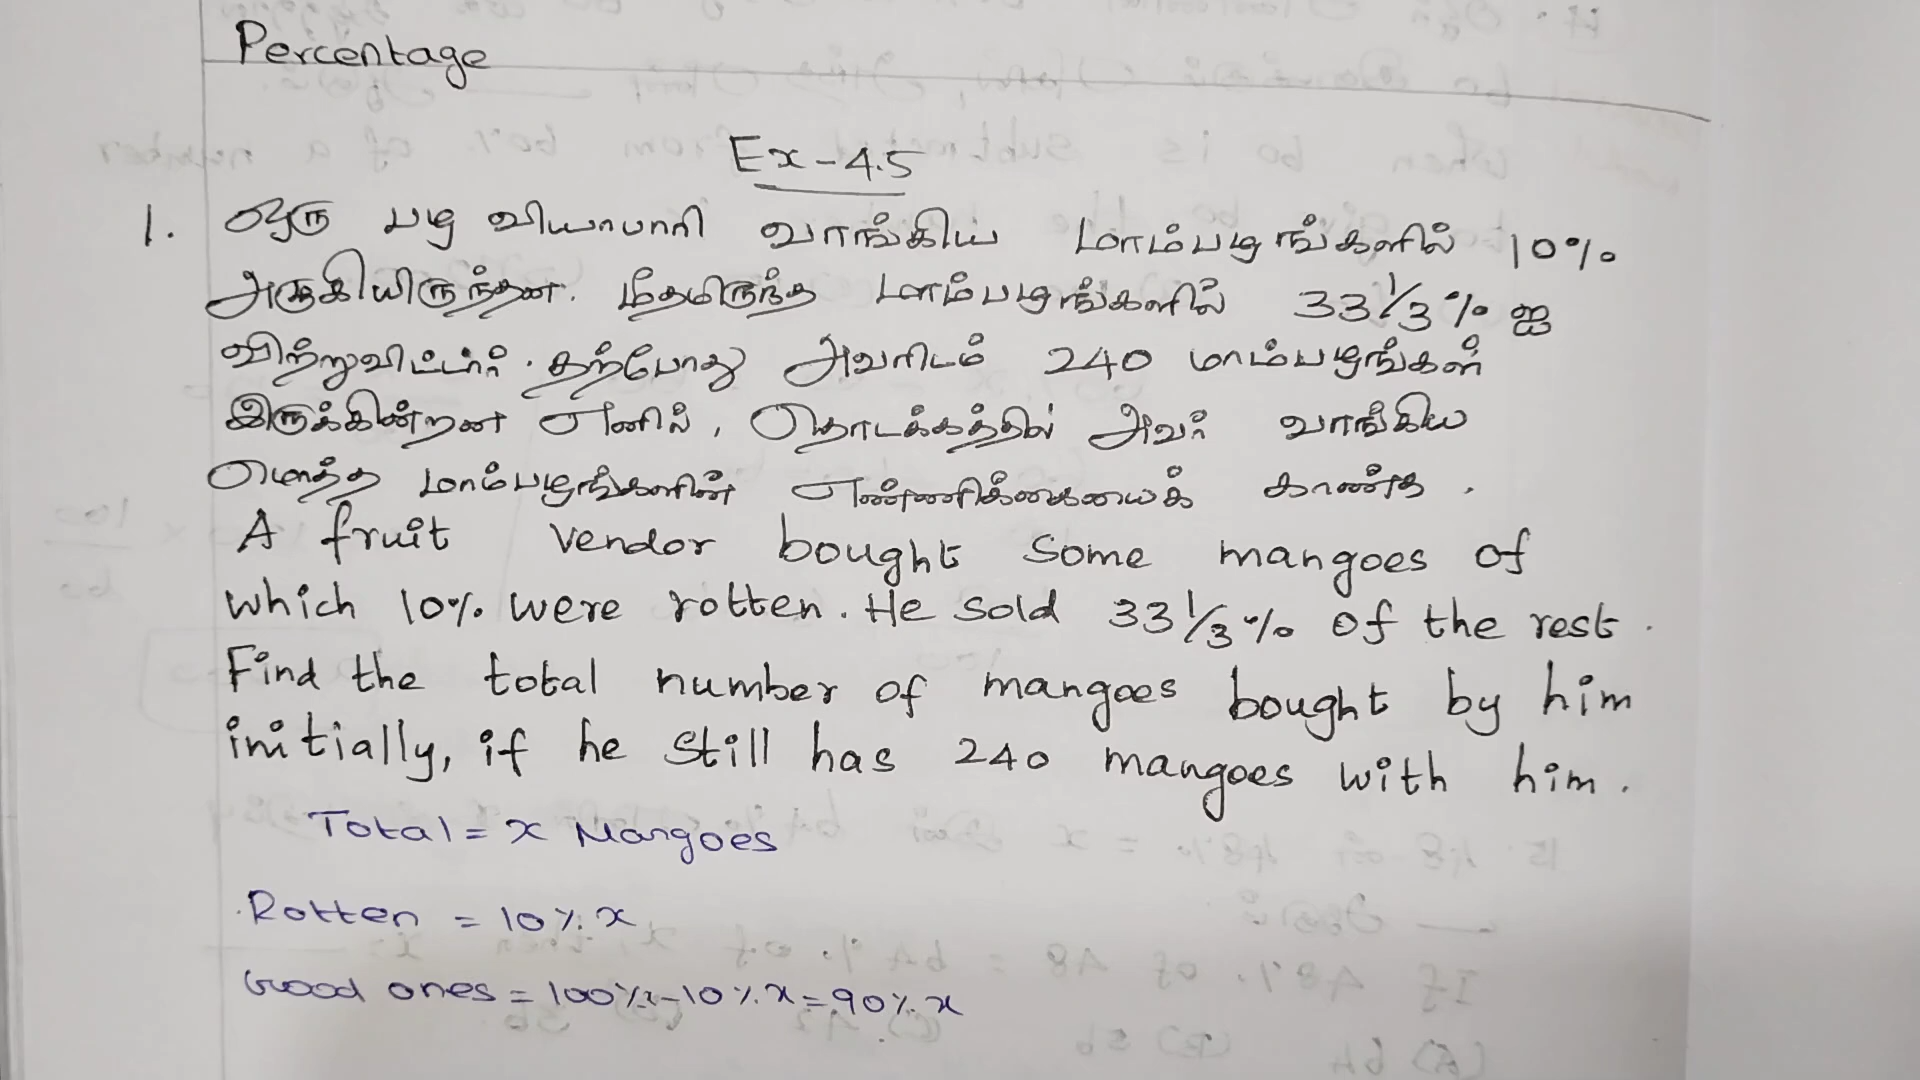 Percentage
Ex - 4.5
1. ஒரு பழ வியாபாரி வாங்கிய மாம்பழங்களில் 10%
அழுகியிருந்தன. மீதமிருந்த மாம்பழங்களில் 33 1/3 % ஐ
விற்றுவிட்டார். தற்போது அவரிடம் 240 மாம்பழங்கள்
இருக்கின்றன எனில், தொடக்கத்தில் அவர் வாங்கிய
மொத்த மாம்பழங்களின் எண்ணிக்கையைக் காண்க.
A fruit vendor bought some mangoes of
which 10% were rotten. He sold 33 1/3 % of the rest.
Find the total number of mangoes bought by him
initially, if he still has 240 mangoes with him.
Total = x Mangoes
Rotten = 10% x
Good ones = 100% x - 10% x = 90% x